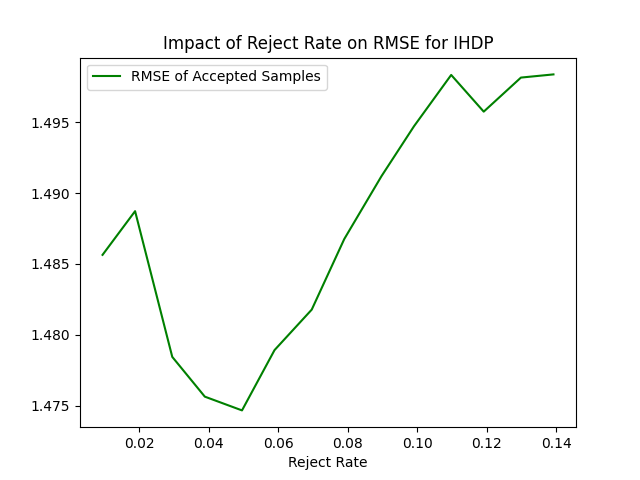 Impact of Reject Rate on RMSE for IHDP
RMSE of Accepted Samples
1.495
1.490
1.485
1.480
1.475
0.02 0.04 0.06 0.08 0.10 0.12 0.14
Reject Rate